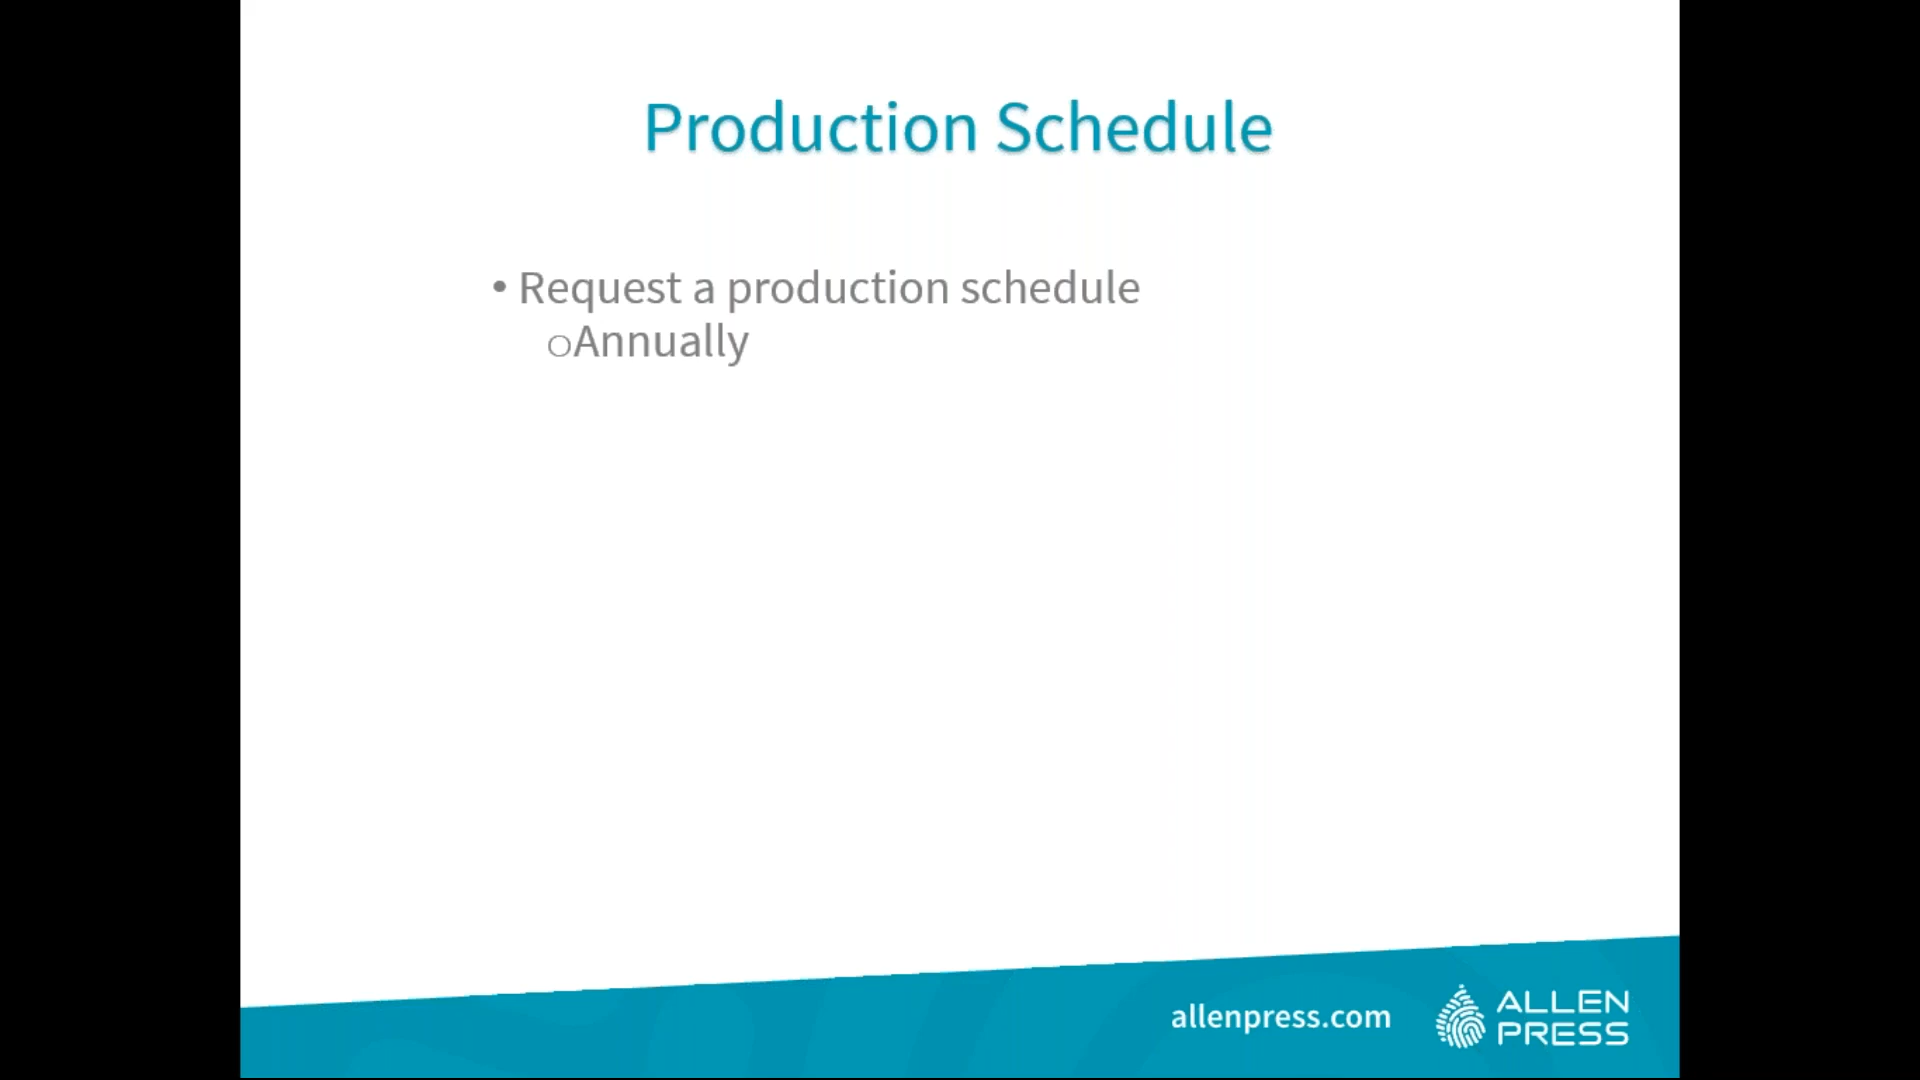 Production Schedule
• Request a production schedule
○Annually
allenpress.com
ALLEN
PRESS